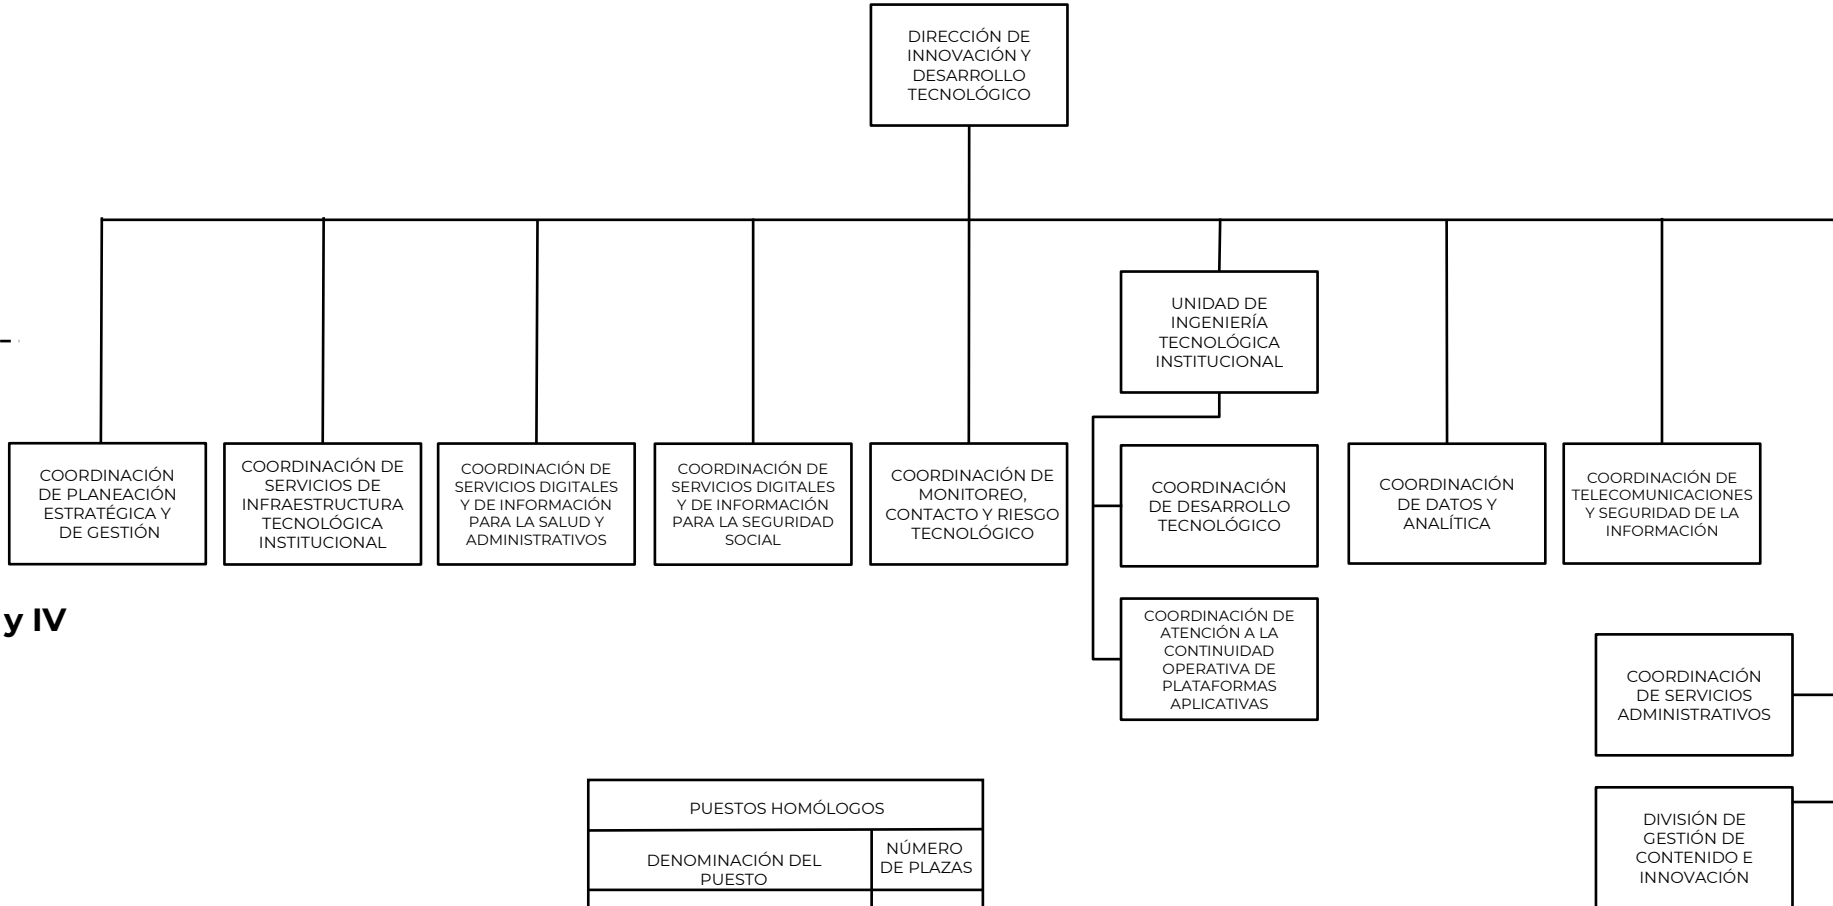 DIRECCIÓN DE
INNOVACIÓN Y
DESARROLLO
TECNOLÓGICO
UNIDAD DE
INGENIERÍA
TECNOLÓGICA
INSTITUCIONAL
COORDINACIÓN
DE PLANEACIÓN
ESTRATÉGICA Y
DE GESTIÓN
COORDINACIÓN DE
SERVICIOS DE
INFRAESTRUCTURA
TECNOLÓGICA
INSTITUCIONAL
COORDINACIÓN DE
SERVICIOS DIGITALES
Y DE INFORMACIÓN
PARA LA SALUD Y
ADMINISTRATIVOS
COORDINACIÓN DE
SERVICIOS DIGITALES
Y DE INFORMACIÓN
PARA LA SEGURIDAD
SOCIAL
COORDINACIÓN DE
MONITOREO,
CONTACTO Y RIESGO
TECNOLÓGICO
COORDINACIÓN
DE DESARROLLO
TECNOLÓGICO
COORDINACIÓN
DE DATOS Y
ANALÍTICA
COORDINACIÓN DE
TELECOMUNICACIONES
Y SEGURIDAD DE LA
INFORMACIÓN
y IV
COORDINACIÓN DE
ATENCIÓN A LA
CONTINUIDAD
OPERATIVA DE
PLATAFORMAS
APLICATIVAS
COORDINACIÓN
DE SERVICIOS
ADMINISTRATIVOS
PUESTOS HOMÓLOGOS
DENOMINACIÓN DEL
PUESTO
NÚMERO
DE PLAZAS
DIVISIÓN DE
GESTIÓN DE
CONTENIDO E
INNOVACIÓN